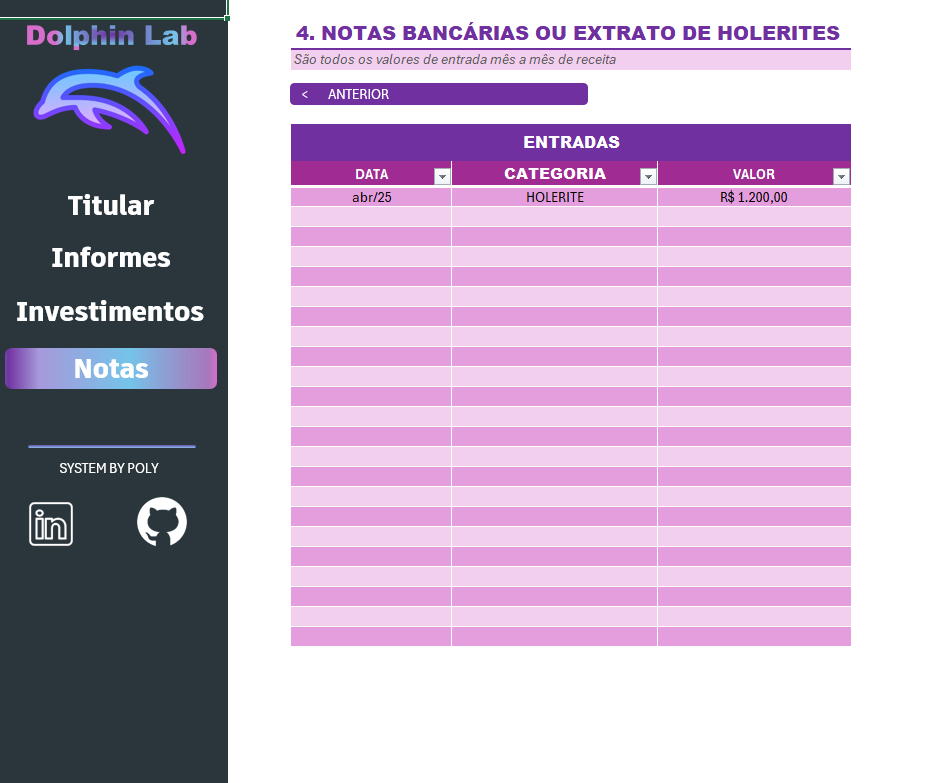 Dolphin Lab
Titular
Informes
Investimentos
Notas
SYSTEM BY POLY
in
4. NOTAS BANCÁRIAS OU EXTRATO DE HOLERITES
São todos os valores de entrada mês a mês de receita
< ANTERIOR
ENTRADAS
DATA CATEGORIA VALOR
abr/25 HOLERITE R$ 1.200,00